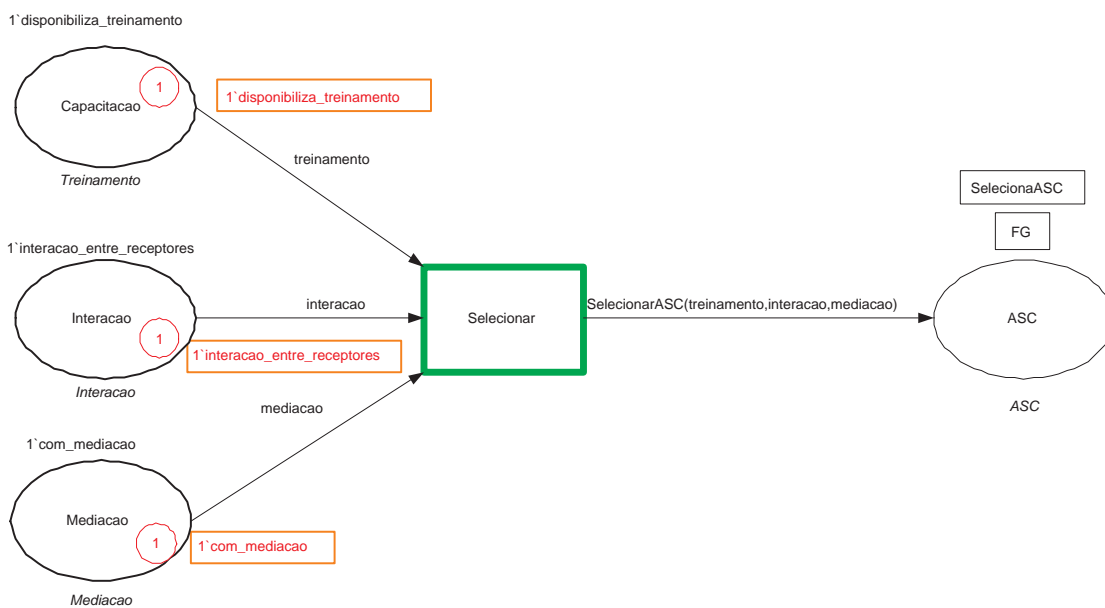 1`disponibiliza_treinamento
Capacitacao
1
1`disponibiliza_treinamento
Treinamento
treinamento
1`interacao_entre_receptores
Interacao
1
1`interacao_entre_receptores
Interacao
interacao
Selecionar
SelecionarASC(treinamento,interacao,mediacao)
SelecionaASC
FG
ASC
ASC
mediacao
1`com_mediacao
Mediacao
1
1`com_mediacao
Mediacao